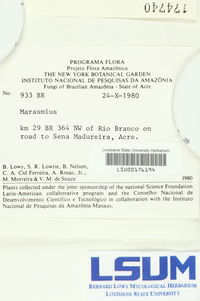 174740
PROGRAMA FLORA
Projeto Flora Amazônica
THE NEW YORK BOTANICAL GARDEN
INSTITUTO NACIONAL DE PESQUISAS DA AMAZÔNIA
Fungi of Brazilian Amazonia - State of Acre
No. 933 BR 24-X-1980
Marasmius
km 29 BR 364 NW of Rio Branco on
road to Sena Madureira, Acre.
Louisiana State University
LSU00176194
B. Lowy, S. R. Lowrie, B. Nelson,
C. A. Cid Ferreira, A. Rosas, Jr.,
M. Morreira & V. M. de Souza 1980
Plants collected under the joint sponsorship of the national Science Foundation
Latin-American collaborative program and the Conselho Nacional de
Desenvolvimento Científico e Tecnológico in collaboration with the Instituto
Nacional de Pesquisas da Amazônia-Manaus.
LSUM
BERNARD LOWY MYCOLOGICAL HERBARIUM
LOUISIANA STATE UNIVERSITY